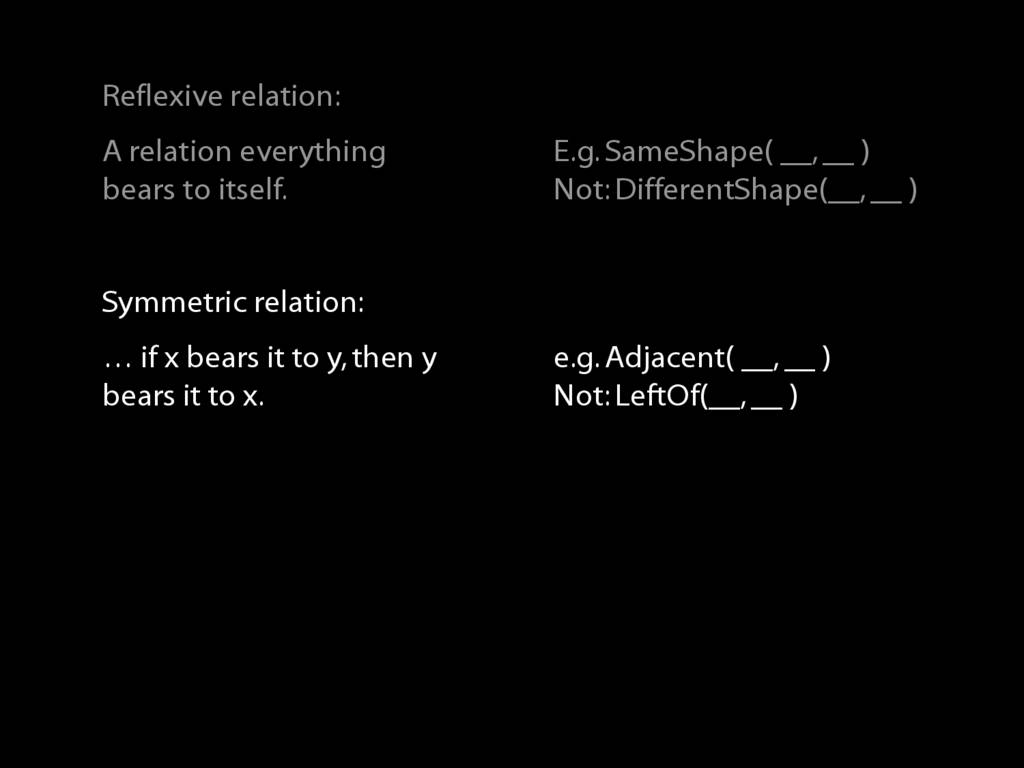 Reflexive relation:
A relation everything
bears to itself.
E.g. SameShape( __, __ )
Not: DifferentShape(__, __ )
Symmetric relation:
… if x bears it to y, then y
bears it to x.
e.g. Adjacent( __, __ )
Not: LeftOf(__, __ )